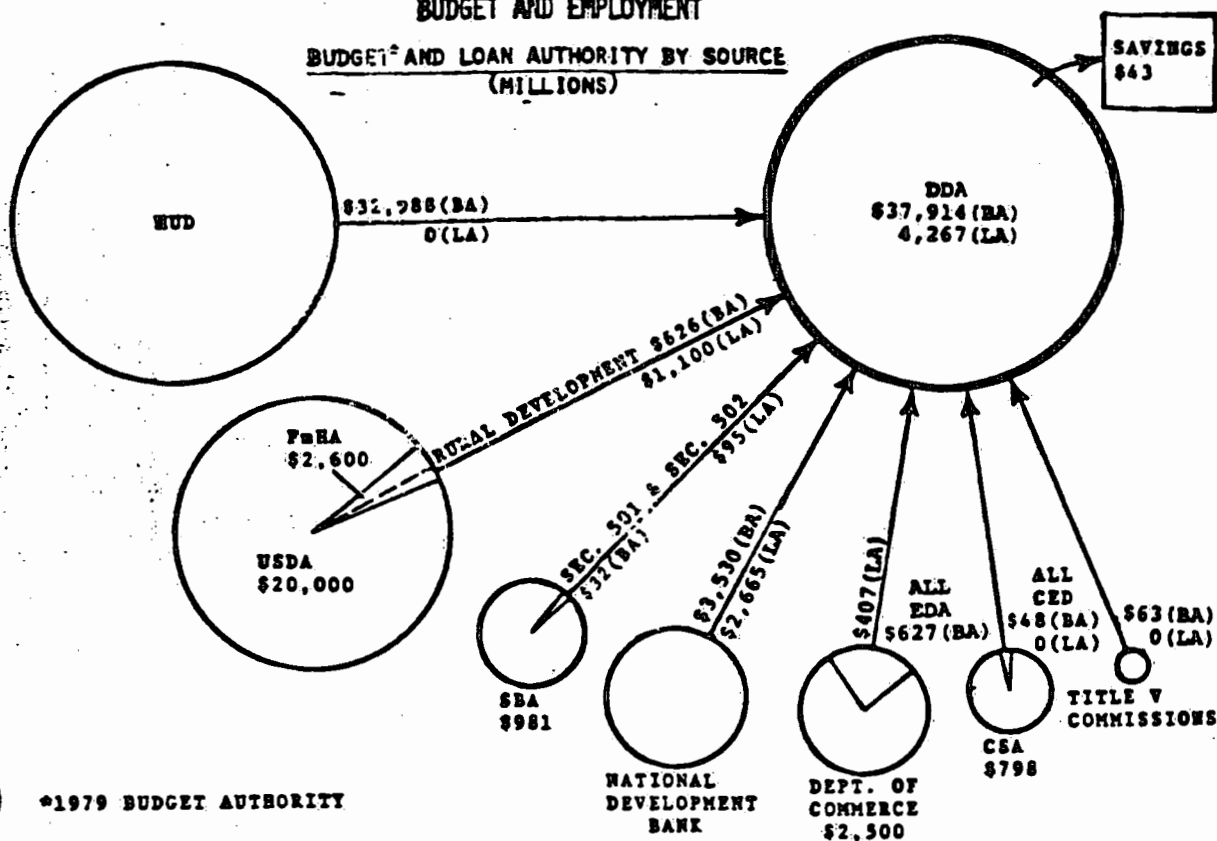 BUDGET AND EMPLOYMENT
BUDGET* AND LOAN AUTHORITY BY SOURCE
(MILLIONS)
SAVINGS
$43
HUD
$32,988(BA)
0(LA)
DDA
$37,914(BA)
4,267(LA)
RURAL DEVELOPMENT $626(BA)
$1,100(LA)
FmHA
$2,600
USDA
$20,000
SEC. 501 & SEC. 502
$32(BA)
$95(LA)
SBA
$981
$3,530(BA)
$2,665(LA)
NATIONAL
DEVELOPMENT
BANK
$407(LA)
ALL
EDA
$627(BA)
DEPT. OF
COMMERCE
$2,500
ALL
CED
$48(BA)
0(LA)
CSA
$798
$63(BA)
0(LA)
TITLE V
COMMISSIONS
*1979 BUDGET AUTHORITY